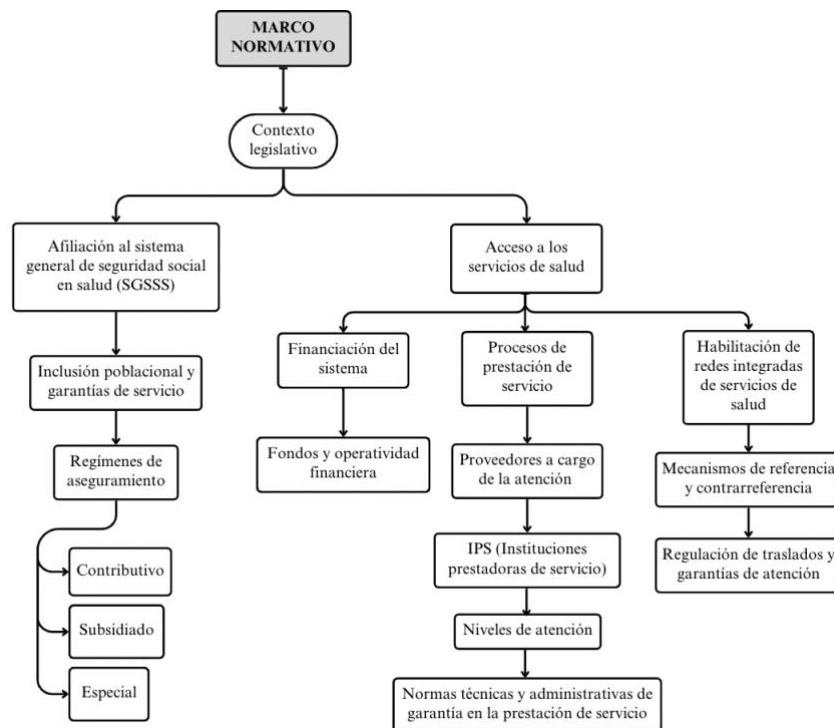 MARCO
NORMATIVO
Contexto
legislativo
Afiliación al sistema
general de seguridad social
en salud (SGSSS)
Acceso a los
servicios de salud
Inclusión poblacional y
garantías de servicio
Regímenes de
aseguramiento
Contributivo
Subsidiado
Especial
Financiación del
sistema
Fondos y operatividad
financiera
Procesos de
prestación de
servicio
Proveedores a cargo
de la atención
IPS (Instituciones
prestadoras de servicio)
Niveles de atención
Normas técnicas y administrativas de
garantía en la prestación de servicio
Habilitación de
redes integradas
de servicios de
salud
Mecanismos de referencia
y contrarreferencia
Regulación de traslados y
garantías de atención